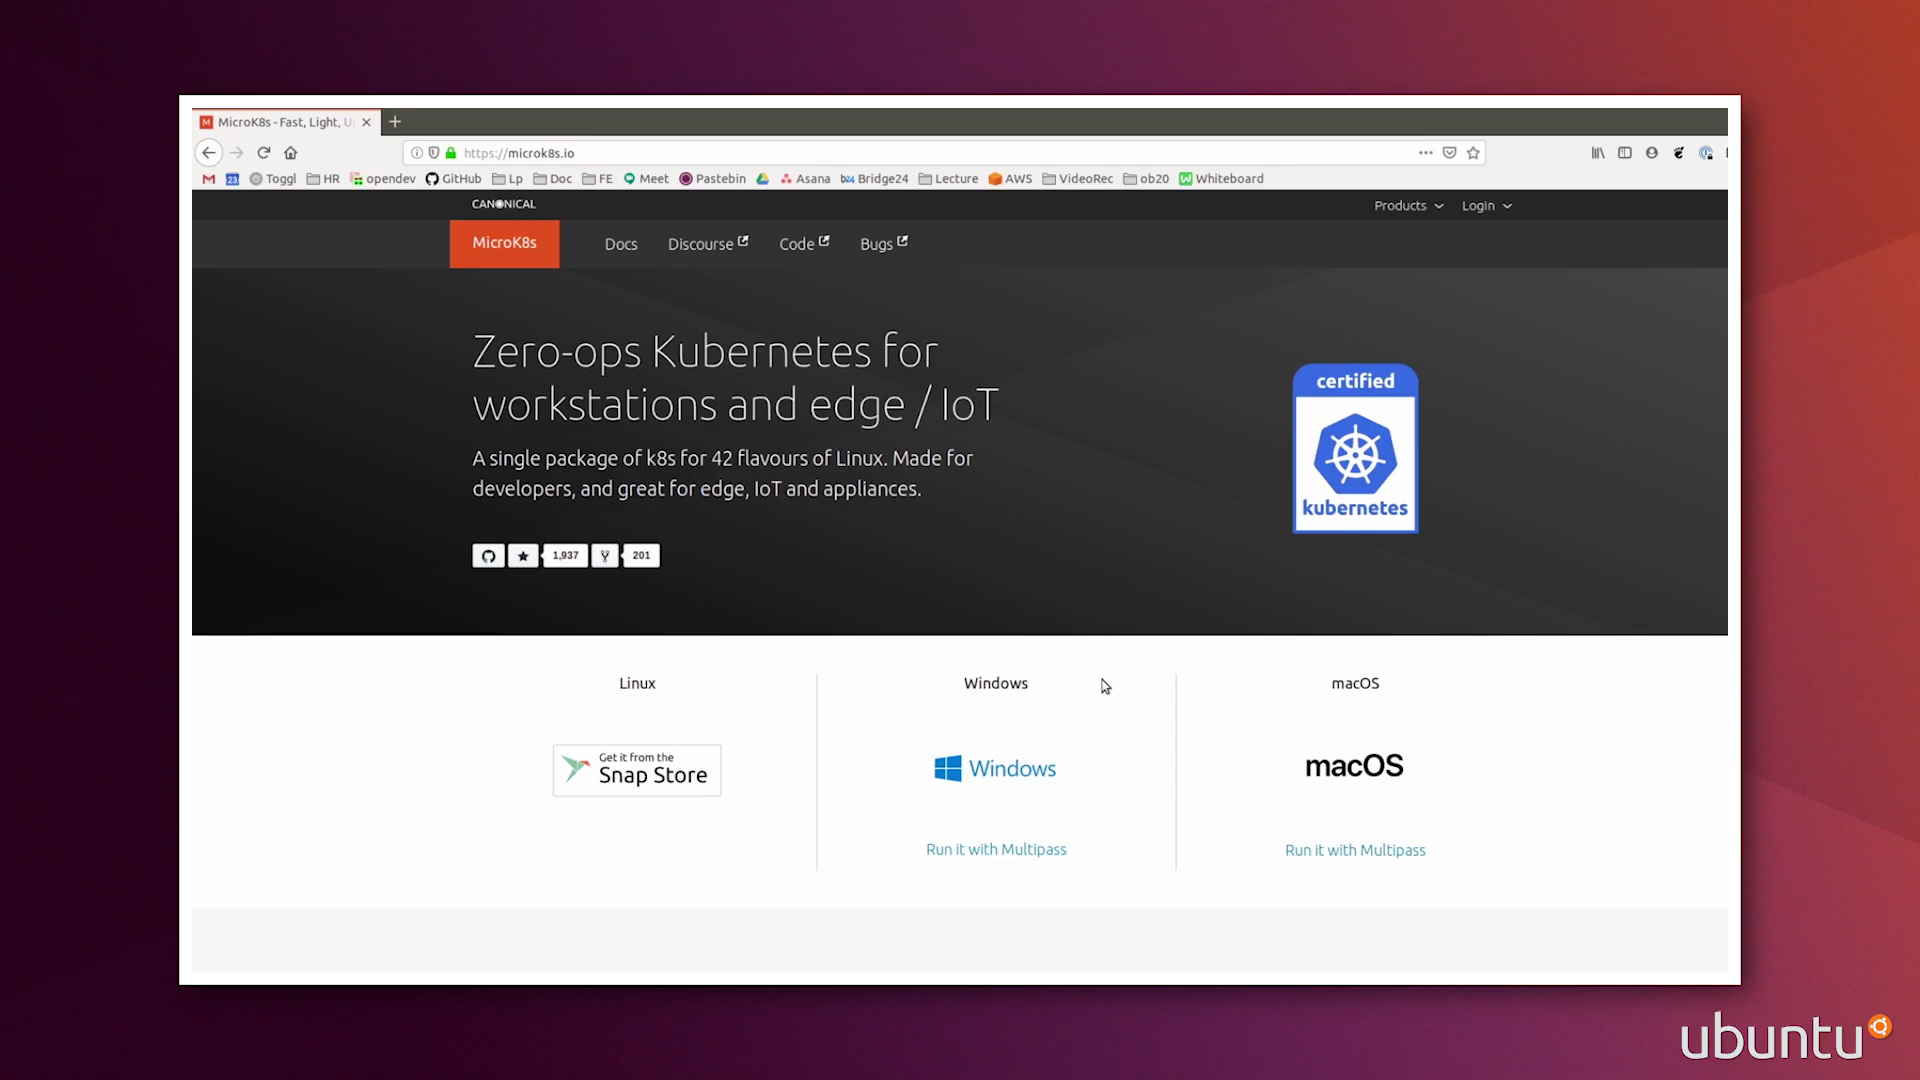 MicroK8s - Fast, Light, U
https://microk8s.io
23 Toggl HR opendev GitHub Lp Doc FE Meet Pastebin Asana b24 Bridge24 Lecture AWS VideoRec ob20 Whiteboard
CANONICAL
Products Login
MicroK8s
Docs Discourse Code Bugs
Zero-ops Kubernetes for
workstations and edge / IoT
A single package of k8s for 42 flavours of Linux. Made for
developers, and great for edge, IoT and appliances.
1,937 201
certified
kubernetes
Linux
Windows
macOS
Get it from the
Snap Store
Windows
macOS
Run it with Multipass
Run it with Multipass
ubuntu